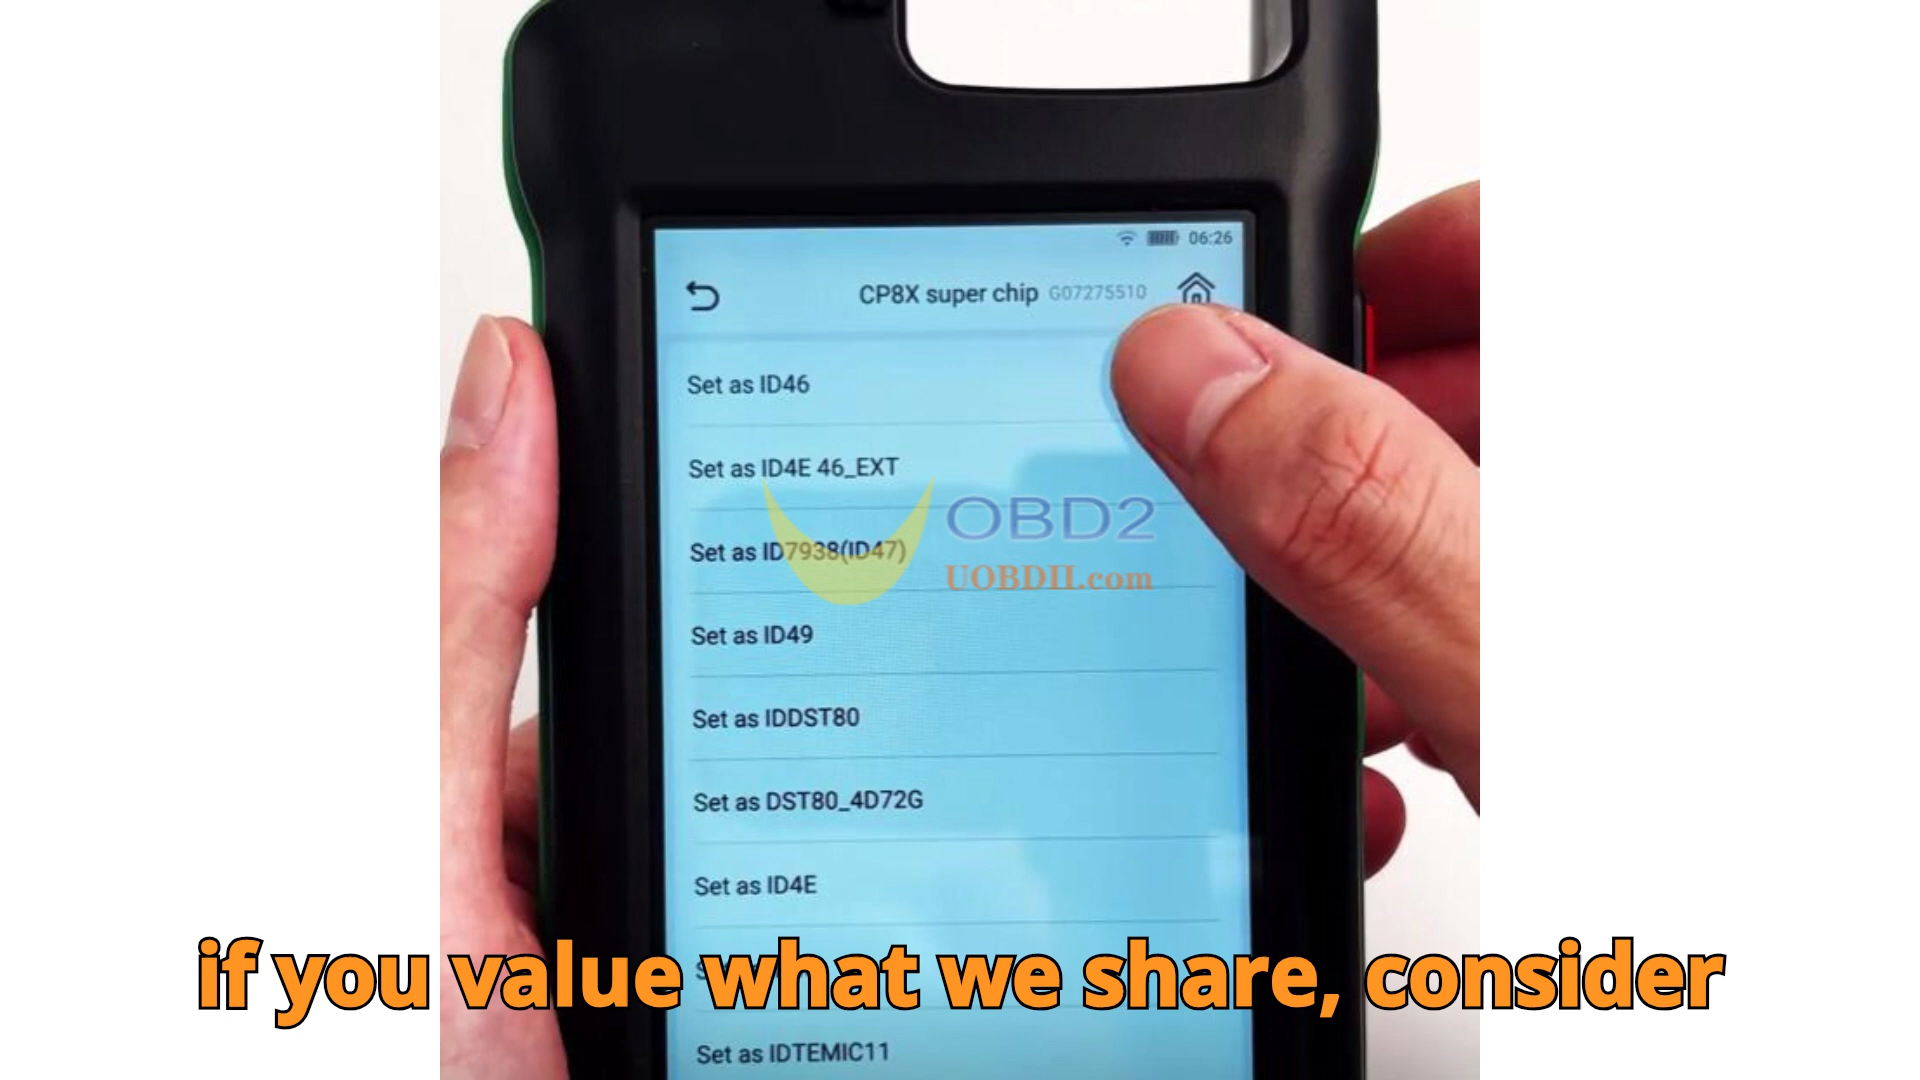 06:26
CP8X super chip G07275510
Set as ID46
Set as ID4E 46_EXT
Set as ID7938(ID47)
OBD2
UOBDII.com
Set as ID49
Set as IDDST80
Set as DST80_4D72G
Set as ID4E
if you value what we share, consider
Set as IDTEMIC11